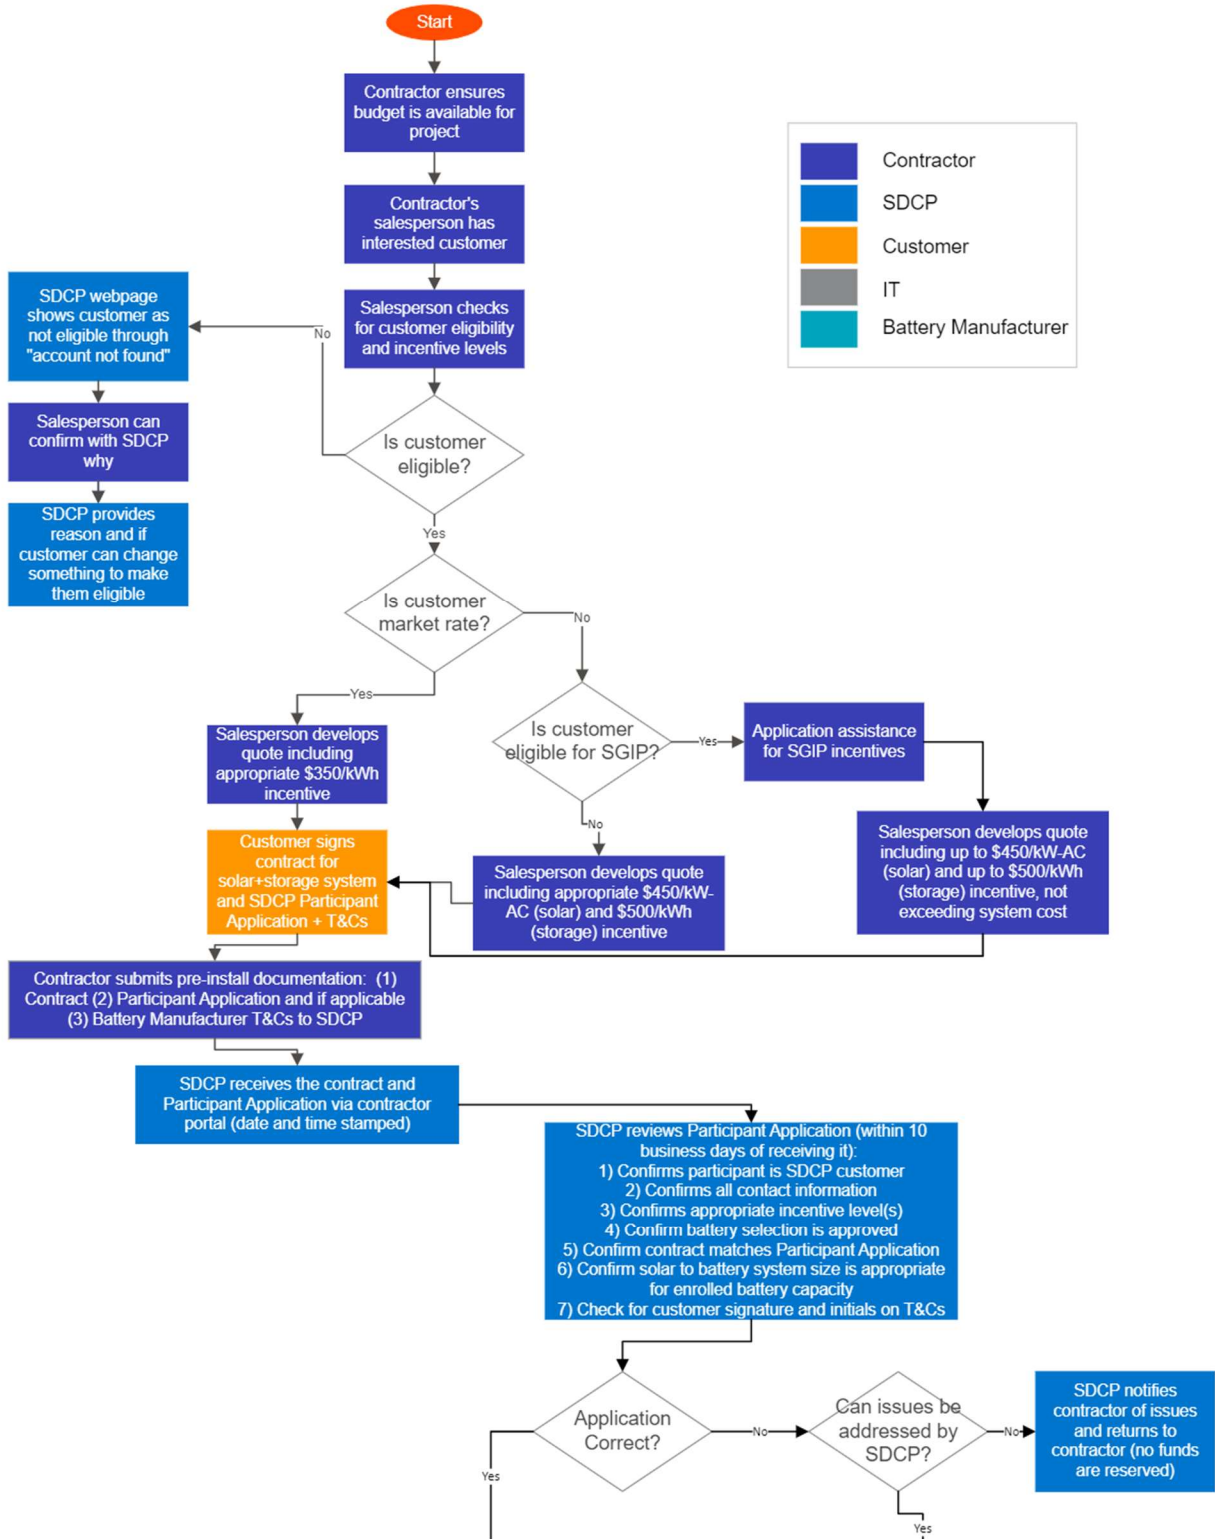 Start
Contractor ensures
budget is available for
project
Contractor
SDCP
Customer
IT
Battery Manufacturer
Contractor's
salesperson has
interested customer
Salesperson checks
for customer eligibility
and incentive levels
No
SDCP webpage
shows customer as
not eligible through
"account not found"
Salesperson can
confirm with SDCP
why
SDCP provides
reason and if
customer can change
something to make
them eligible
Is customer
eligible?
Yes
Is customer
market rate?
No
Yes
Is customer
eligible for SGIP?
Yes
Application assistance
for SGIP incentives
Salesperson develops
quote including
appropriate $350/kWh
incentive
No
Salesperson develops quote
including up to $450/kW-AC
(solar) and up to $500/kWh
(storage) incentive, not
exceeding system cost
Customer signs
contract for
solar+storage system
and SDCP Participant
Application + T&Cs
Salesperson develops quote
including appropriate $450/kW-
AC (solar) and $500/kWh
(storage) incentive
Contractor submits pre-install documentation: (1)
Contract (2) Participant Application and if applicable
(3) Battery Manufacturer T&Cs to SDCP
SDCP receives the contract and
Participant Application via contractor
portal (date and time stamped)
SDCP reviews Participant Application (within 10
business days of receiving it):
1) Confirms participant is SDCP customer
2) Confirms all contact information
3) Confirms appropriate incentive level(s)
4) Confirm battery selection is approved
5) Confirm contract matches Participant Application
6) Confirm solar to battery system size is appropriate
for enrolled battery capacity
7) Check for customer signature and initials on T&Cs
Application
Correct?
No
Can issues be
addressed by
SDCP?
No
SDCP notifies
contractor of issues
and returns to
contractor (no funds
are reserved)
Yes
Yes